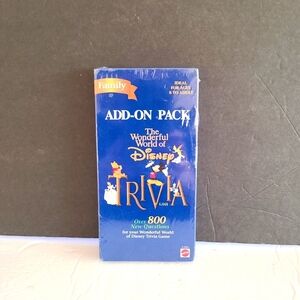 Family
IDEAL
FOR AGES
8 TO ADULT
ADD-ON PACK
The
Wonderful
World of
Disney
TRIVIA
GAME
Over 800
New Questions
for your Wonderful World
of Disney Trivia Game